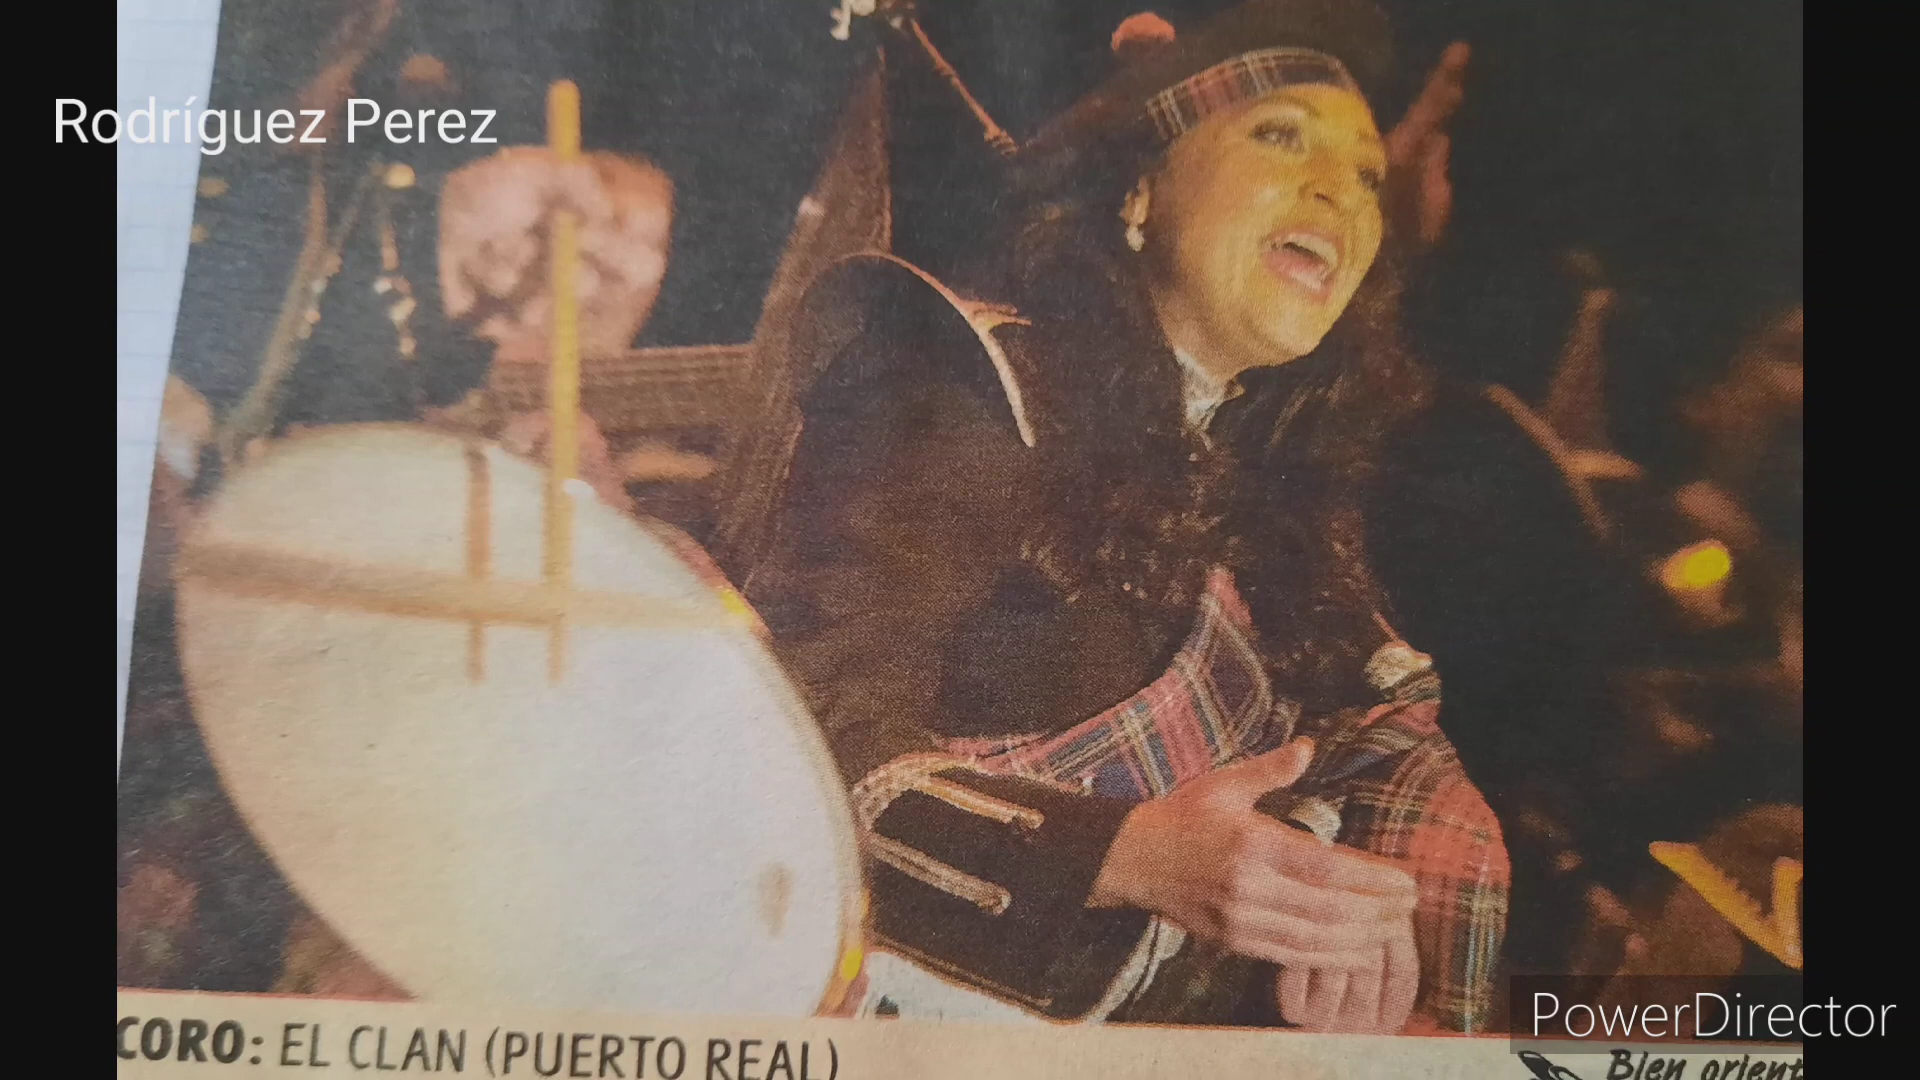 Rodríguez Perez
CORO: EL CLAN (PUERTO REAL)
PowerDirector
Bien orient